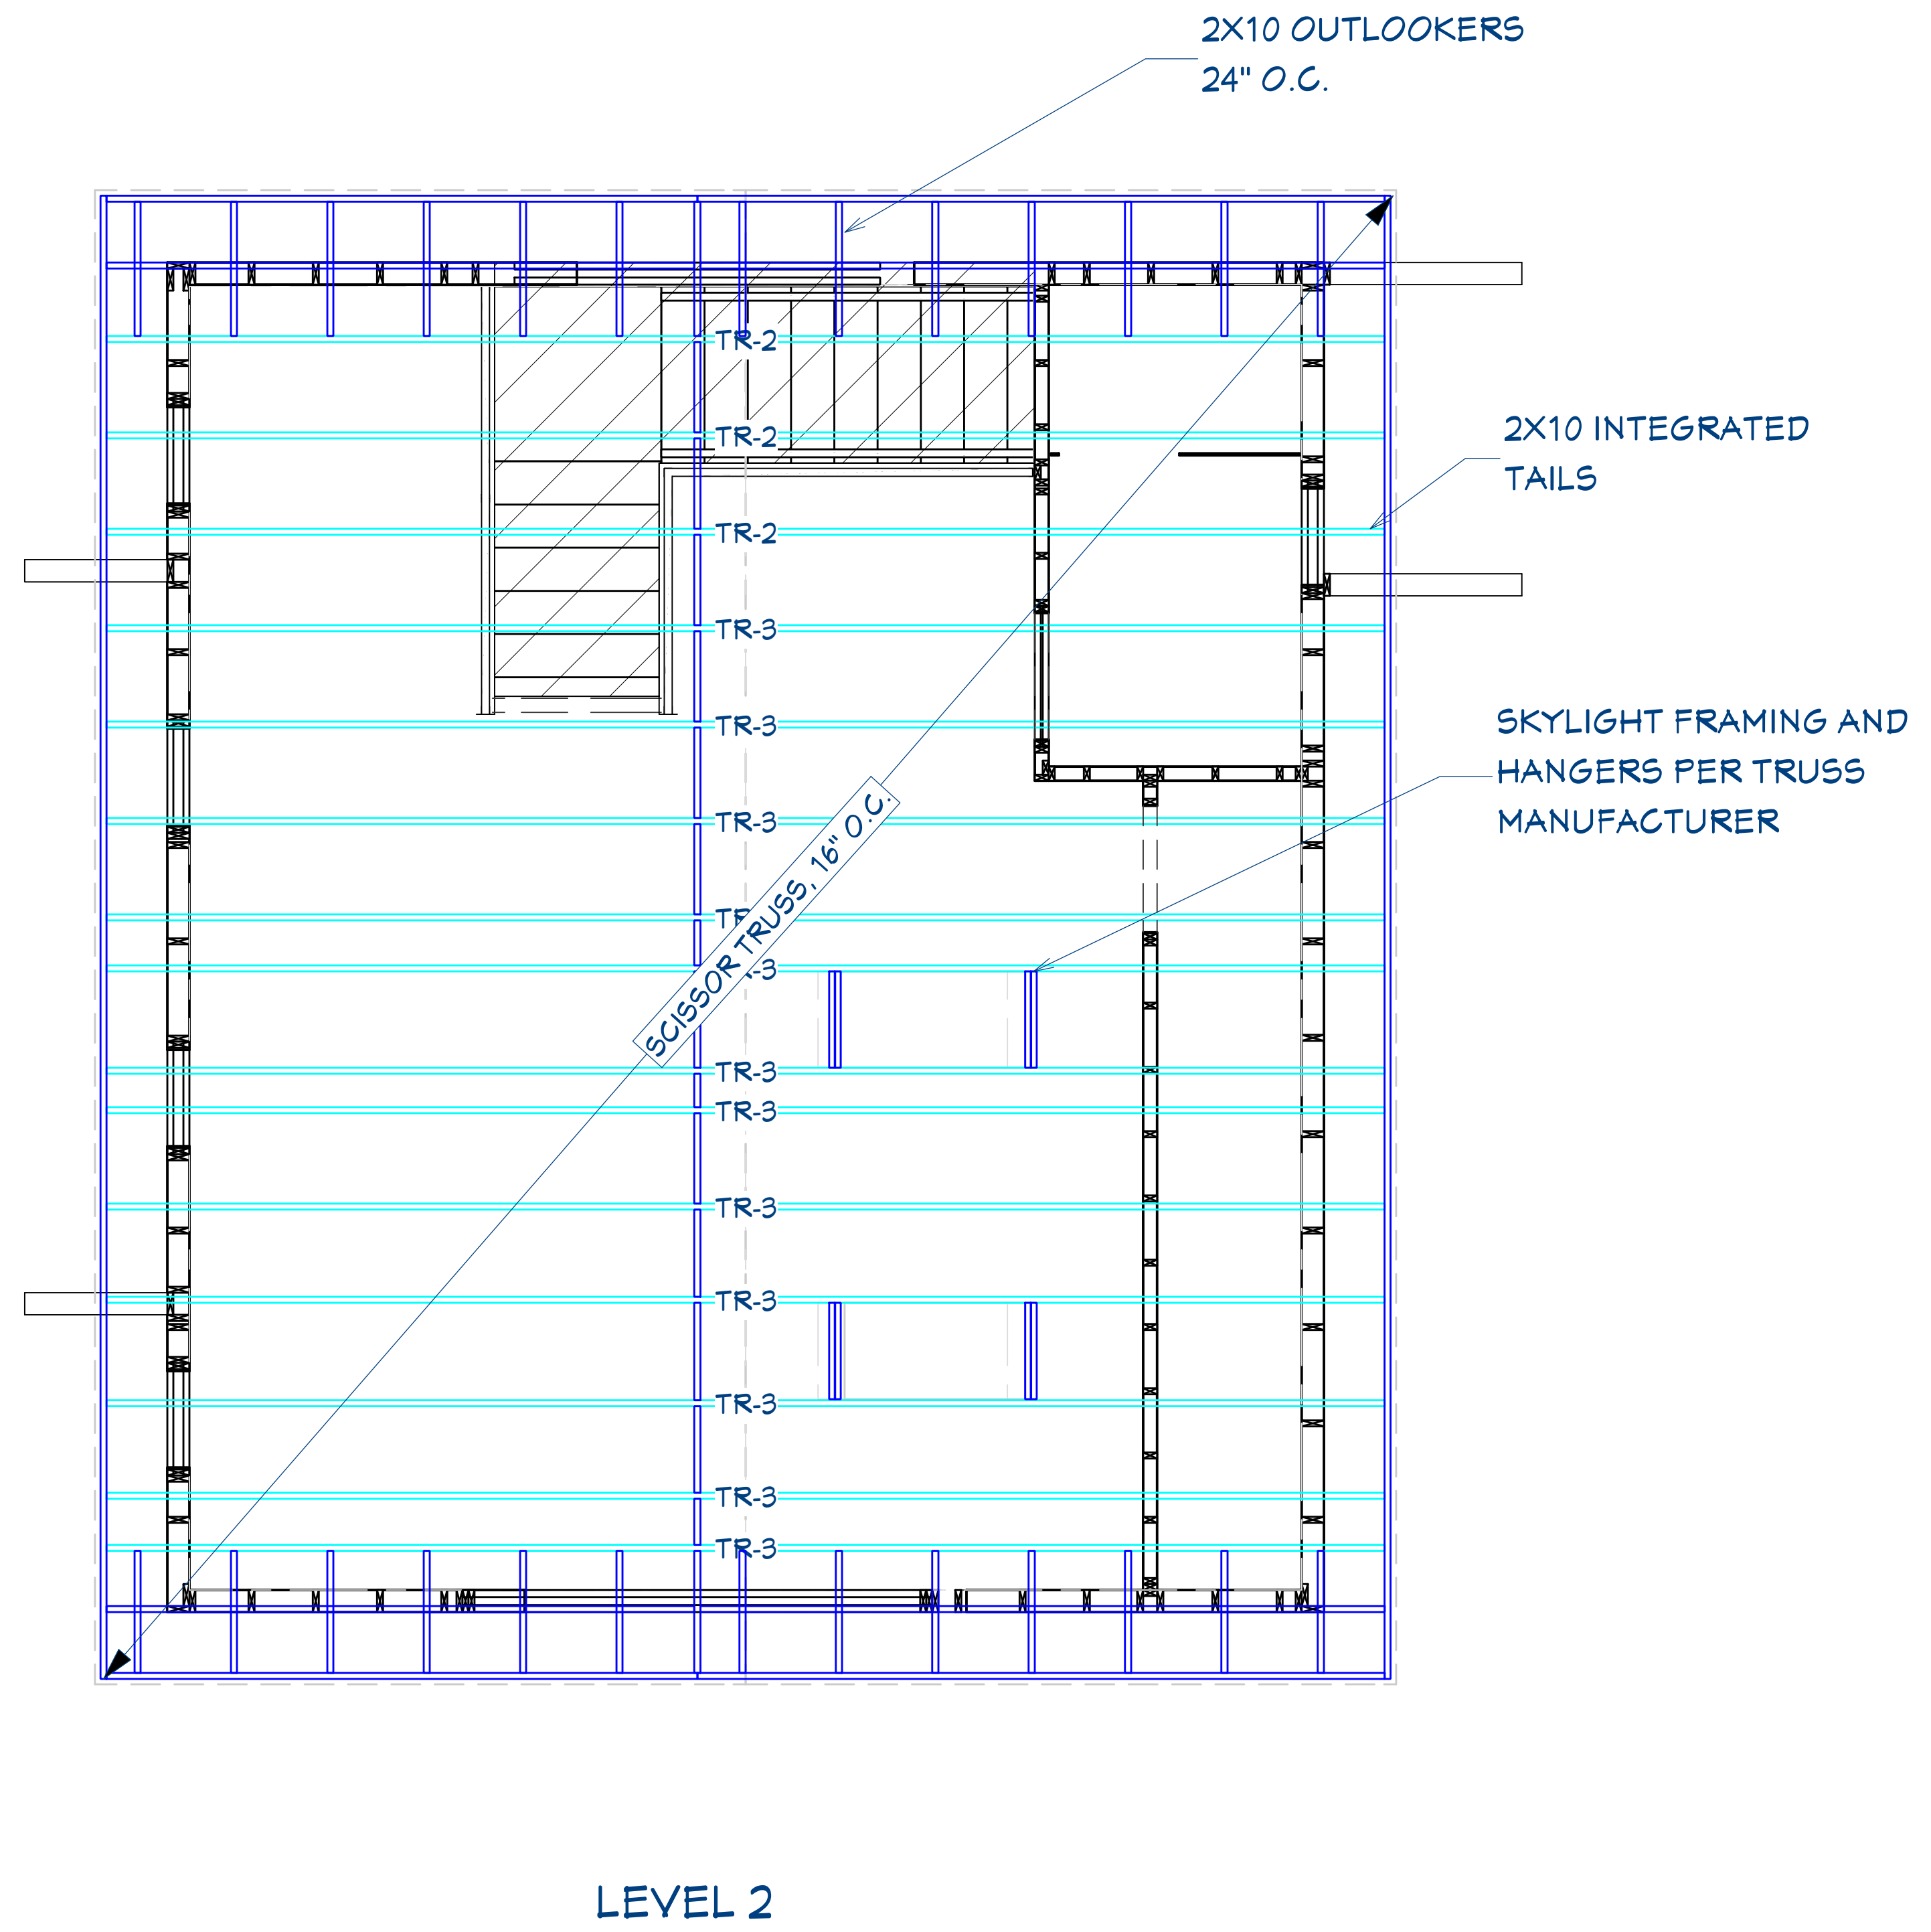 2X10 OUTLOOKERS
24" O.C.
TR-2
TR-2
2X10 INTEGRATED
TAILS
TR-2
TR-3
TR-3
SKYLIGHT FRAMING AND
HANGERS PER TRUSS
MANUFACTURER
TR-3
SCISSOR TRUSS, 16" O.C.
TR-3
TR-3
TR-3
TR-3
TR-3
TR-3
TR-3
LEVEL 2